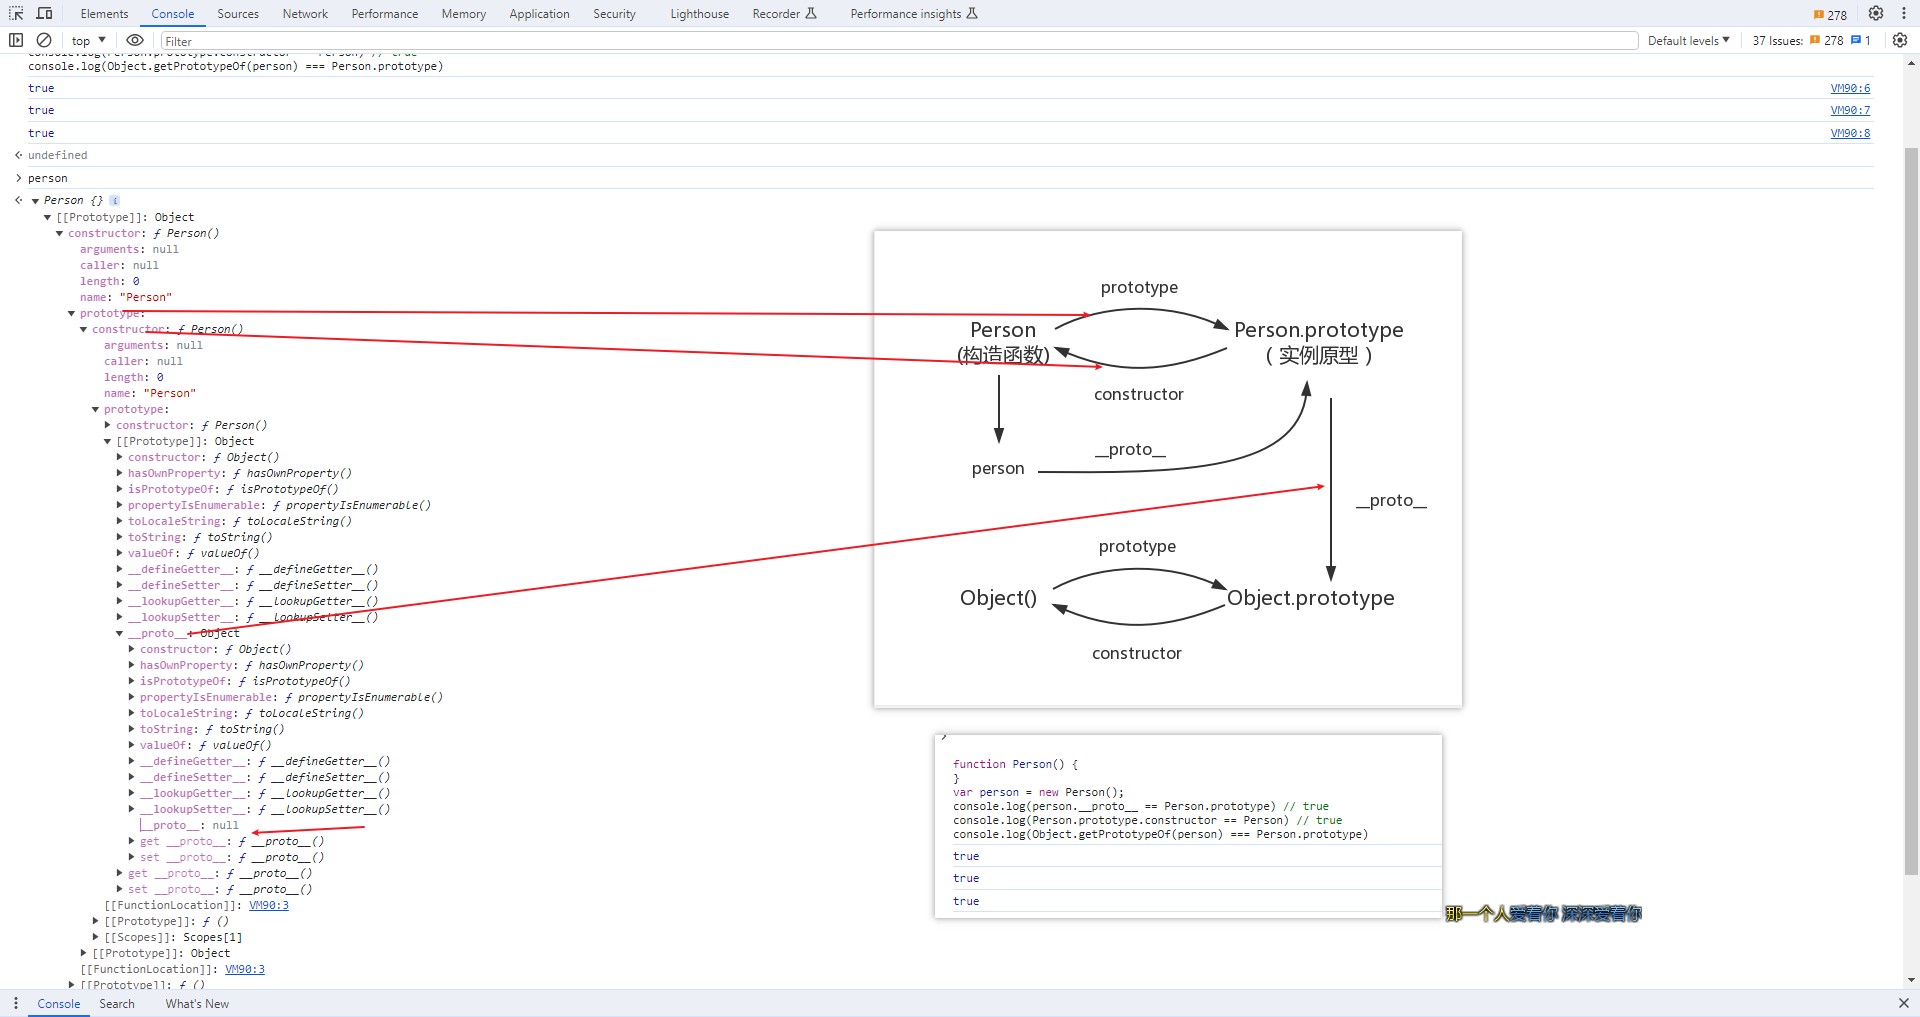 Elements Console Sources Network Performance Memory Application Security Lighthouse Recorder Performance insights 278
top Filter Default levels 37 Issues: 278 1
console.log(Person.prototype.constructor == Person) // true
console.log(Object.getPrototypeOf(person) === Person.prototype)
true VM90:6
true VM90:7
true VM90:8
undefined
person
Person {}
[[Prototype]]: Object
constructor: ƒ Person()
arguments: null
caller: null
length: 0
name: "Person"
prototype:
constructor: ƒ Person()
arguments: null
caller: null
length: 0
name: "Person"
prototype:
constructor: ƒ Person()
[[Prototype]]: Object
constructor: ƒ Object()
hasOwnProperty: ƒ hasOwnProperty()
isPrototypeOf: ƒ isPrototypeOf()
propertyIsEnumerable: ƒ propertyIsEnumerable()
toLocaleString: ƒ toLocaleString()
toString: ƒ toString()
valueOf: ƒ valueOf()
__defineGetter__: ƒ __defineGetter__()
__defineSetter__: ƒ __defineSetter__()
__lookupGetter__: ƒ __lookupGetter__()
__lookupSetter__: ƒ __lookupSetter__()
__proto__: Object
constructor: ƒ Object()
hasOwnProperty: ƒ hasOwnProperty()
isPrototypeOf: ƒ isPrototypeOf()
propertyIsEnumerable: ƒ propertyIsEnumerable()
toLocaleString: ƒ toLocaleString()
toString: ƒ toString()
valueOf: ƒ valueOf()
__defineGetter__: ƒ __defineGetter__()
__defineSetter__: ƒ __defineSetter__()
__lookupGetter__: ƒ __lookupGetter__()
__lookupSetter__: ƒ __lookupSetter__()
__proto__: null
get __proto__: ƒ __proto__()
set __proto__: ƒ __proto__()
get __proto__: ƒ __proto__()
set __proto__: ƒ __proto__()
[[FunctionLocation]]: VM90:3
[[Prototype]]: ƒ ()
[[Scopes]]: Scopes[1]
[[Prototype]]: Object
[[FunctionLocation]]: VM90:3
[[Prototype]]: ƒ ()
prototype
Person Person.prototype
(构造函数) （实例原型）
constructor
__proto__
person
__proto__
prototype
Object() Object.prototype
constructor
function Person() {
}
var person = new Person();
console.log(person.__proto__ == Person.prototype) // true
console.log(Person.prototype.constructor == Person) // true
console.log(Object.getPrototypeOf(person) === Person.prototype)
true
true
true
那一个人爱着你 深深爱着你
Console Search What's New